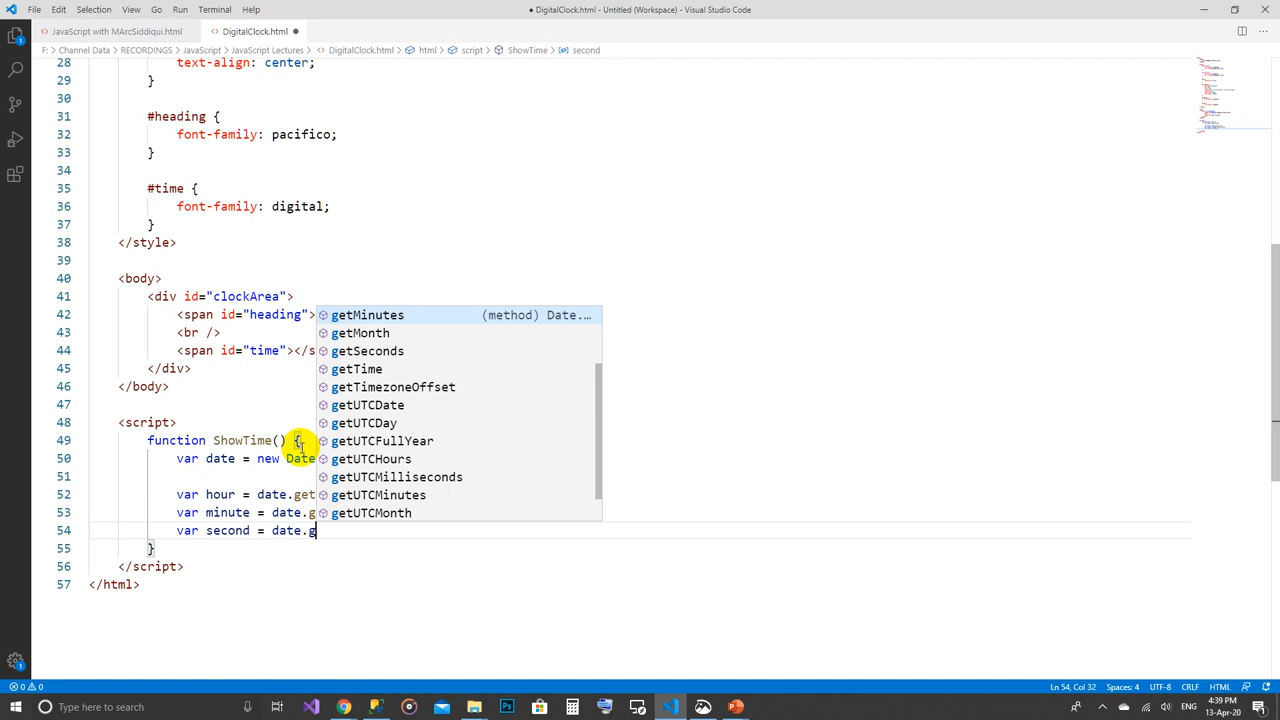 File Edit Selection View Go Run Terminal Help
● DigitalClock.html - Untitled (Workspace) - Visual Studio Code
<> JavaScript with MArcSiddiqui.html
<> DigitalClock.html ●
F: > Channel Data > RECORDINGS > JavaScript > JavaScript Lectures > <> DigitalClock.html > html > script > ShowTime > second
28 text-align: center;
29 }
30
31 #heading {
32 font-family: pacifico;
33 }
34
35 #time {
36 font-family: digital;
37 }
38 </style>
39
40 <body>
41 <div id="clockArea">
42 <span id="heading">
43 <br />
44 <span id="time"></s
45 </div>
46 </body>
47
48 <script>
49 function ShowTime() {
50 var date = new Date
51
52 var hour = date.get
53 var minute = date.g
54 var second = date.g
55 }
56 </script>
57 </html>
getMinutes (method) Date....
getMonth
getSeconds
getTime
getTimezoneOffset
getUTCDate
getUTCDay
getUTCFullYear
getUTCHours
getUTCMilliseconds
getUTCMinutes
getUTCMonth
1
1
0 0
Ln 54, Col 32 Spaces: 4 UTF-8 CRLF HTML
Type here to search
ENG
4:39 PM
13-Apr-20